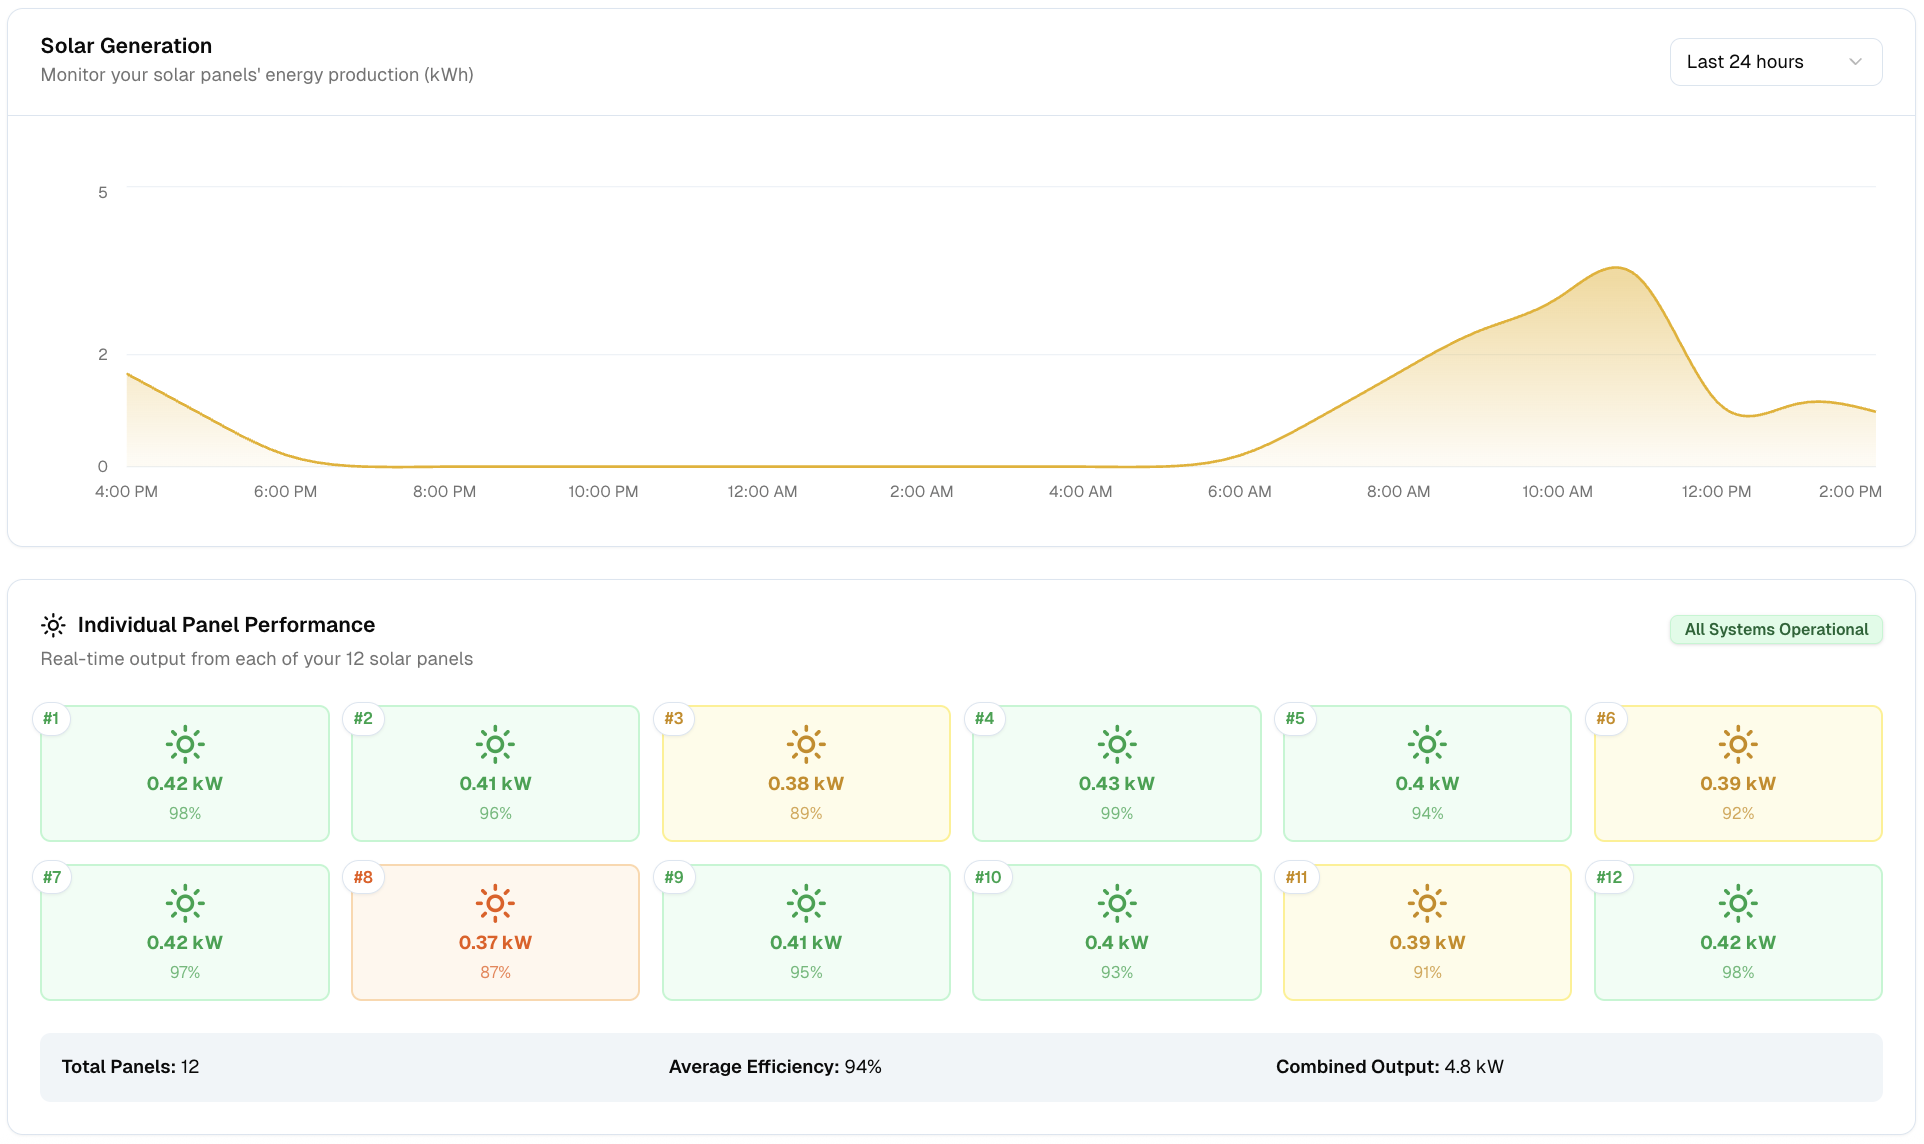 Solar Generation
Monitor your solar panels' energy production (kWh)
Last 24 hours
5
2
0
4:00 PM 6:00 PM 8:00 PM 10:00 PM 12:00 AM 2:00 AM 4:00 AM 6:00 AM 8:00 AM 10:00 AM 12:00 PM 2:00 PM
Individual Panel Performance
Real-time output from each of your 12 solar panels
All Systems Operational
#1
0.42 kW
98%
#2
0.41 kW
96%
#3
0.38 kW
89%
#4
0.43 kW
99%
#5
0.4 kW
94%
#6
0.39 kW
92%
#7
0.42 kW
97%
#8
0.37 kW
87%
#9
0.41 kW
95%
#10
0.4 kW
93%
#11
0.39 kW
91%
#12
0.42 kW
98%
Total Panels: 12
Average Efficiency: 94%
Combined Output: 4.8 kW